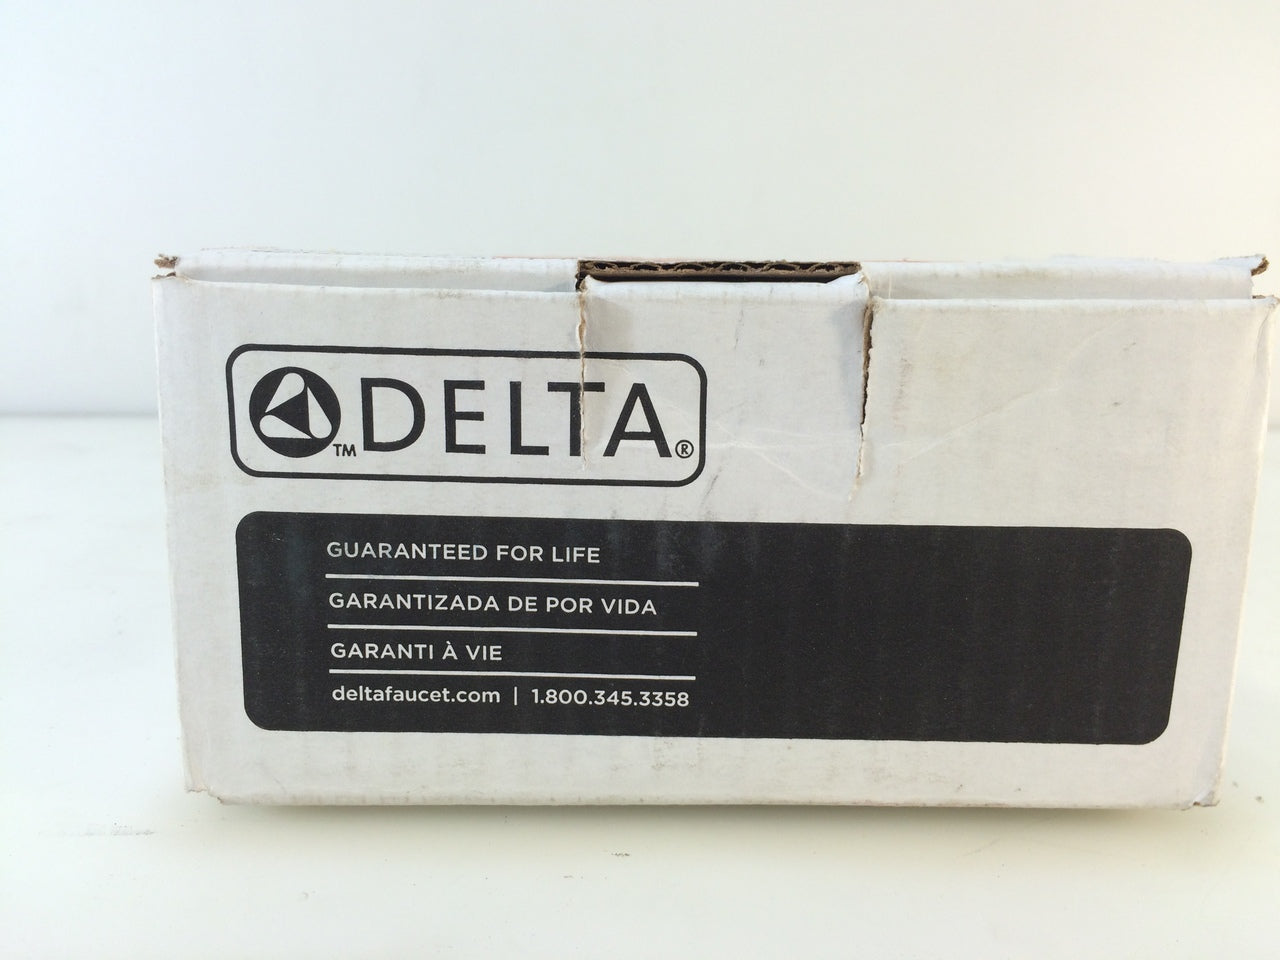 ™ DELTA®
GUARANTEED FOR LIFE
GARANTIZADA DE POR VIDA
GARANTI À VIE
deltafaucet.com | 1.800.345.3358